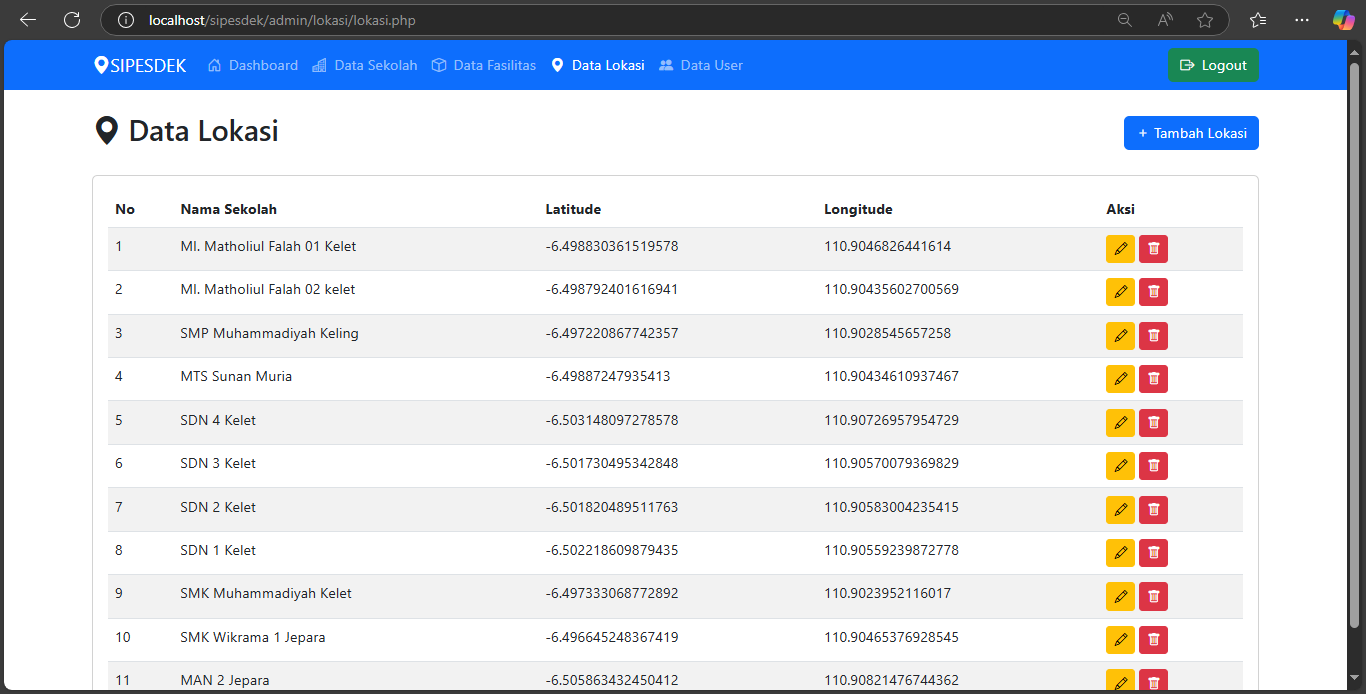 localhost/sipesdek/admin/lokasi/lokasi.php
SIPESDEK Dashboard Data Sekolah Data Fasilitas Data Lokasi Data User Logout
Data Lokasi
+ Tambah Lokasi
No Nama Sekolah Latitude Longitude Aksi
1 MI. Matholiul Falah 01 Kelet -6.498830361519578 110.9046826441614
2 MI. Matholiul Falah 02 kelet -6.498792401616941 110.90435602700569
3 SMP Muhammadiyah Keling -6.497220867742357 110.9028545657258
4 MTS Sunan Muria -6.49887247935413 110.90434610937467
5 SDN 4 Kelet -6.503148097278578 110.90726957954729
6 SDN 3 Kelet -6.501730495342848 110.90570079369829
7 SDN 2 Kelet -6.501820489511763 110.90583004235415
8 SDN 1 Kelet -6.502218609879435 110.90559239872778
9 SMK Muhammadiyah Kelet -6.497333068772892 110.9023952116017
10 SMK Wikrama 1 Jepara -6.496645248367419 110.90465376928545
11 MAN 2 Jepara -6.505863432450412 110.90821476744362